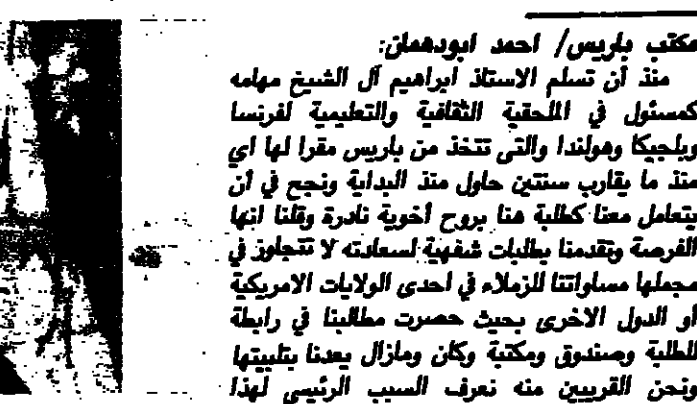 مكتب باريس/ احمد ابودهمان:
منذ أن تسلم الاستاذ ابراهيم آل الشيخ مهامه
كمسئول في الملحقية الثقافية والتعليمية لفرنسا
وبلجيكا وهولندا والتى تتخذ من باريس مقرا لها اي
منذ ما يقارب سنتين حاول منذ البداية ونجح في أن
يتعامل معنا كطلبة هنا بروح أخوية نادرة وقلنا انها
الفرصة وتقدمنا بطلبات شفهية لسعادته لا تتجاوز في
مجملها مساواتنا للزملاء في احدى الولايات الامريكية
أو الدول الاخرى بحيث حصرت مطالبنا في رابطة
للطلبة وصندوق ومكتبة وكان ومازال يعدنا بتلبيتها
ونحن القريبين منه نعرف السبب الرئيسي لهذا